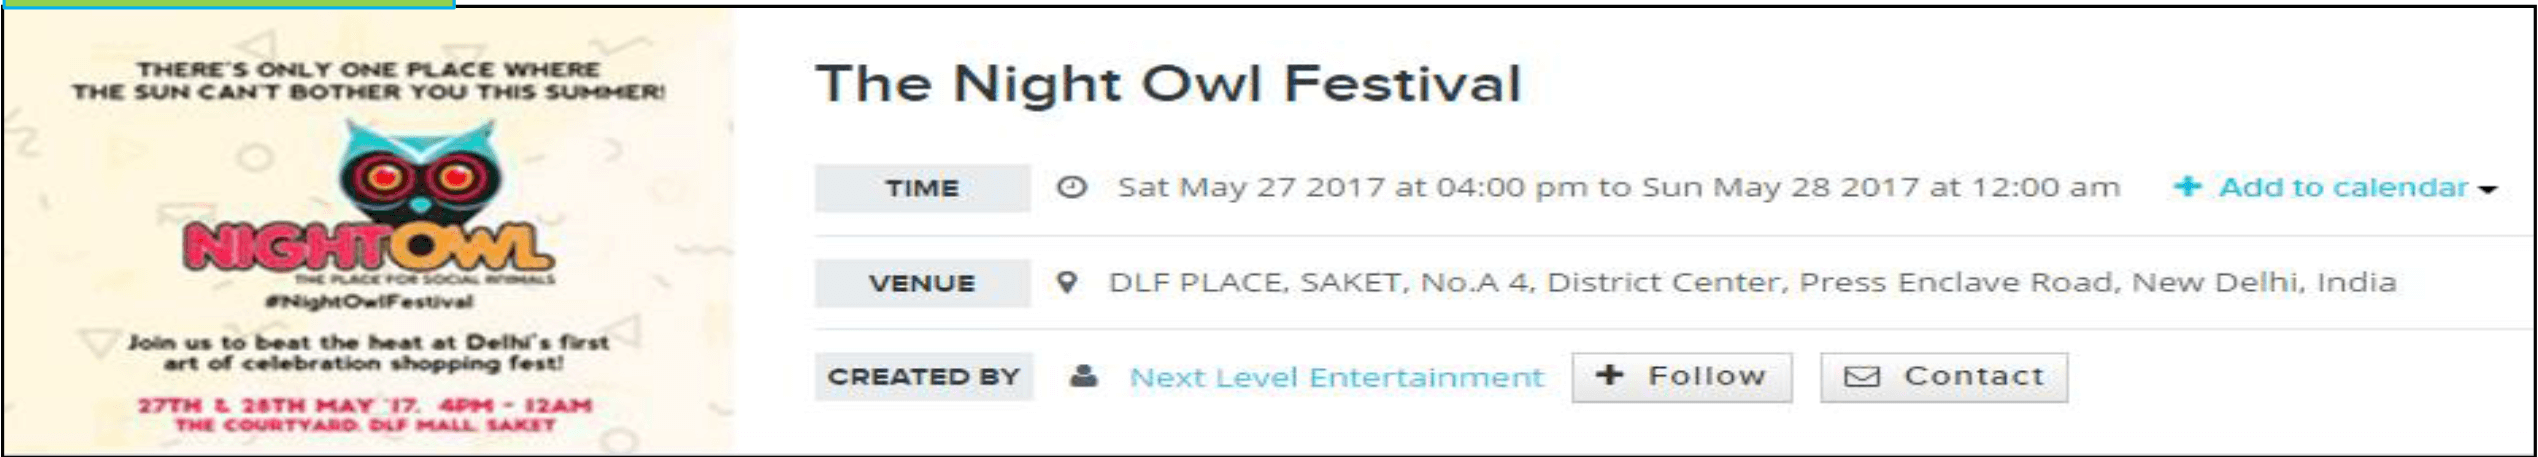 THERE'S ONLY ONE PLACE WHERE
THE SUN CAN'T BOTHER YOU THIS SUMMER!
NIGHTOWL
THE PLACE FOR SOCIAL ANIMALS
#NightOwlFestival
Join us to beat the heat at Delhi's first
art of celebration shopping fest!
27TH & 28TH MAY '17. 4PM - 12AM
THE COURTYARD, DLF MALL, SAKET
The Night Owl Festival
TIME Sat May 27 2017 at 04:00 pm to Sun May 28 2017 at 12:00 am + Add to calendar
VENUE DLF PLACE, SAKET, No.A 4, District Center, Press Enclave Road, New Delhi, India
CREATED BY Next Level Entertainment + Follow Contact